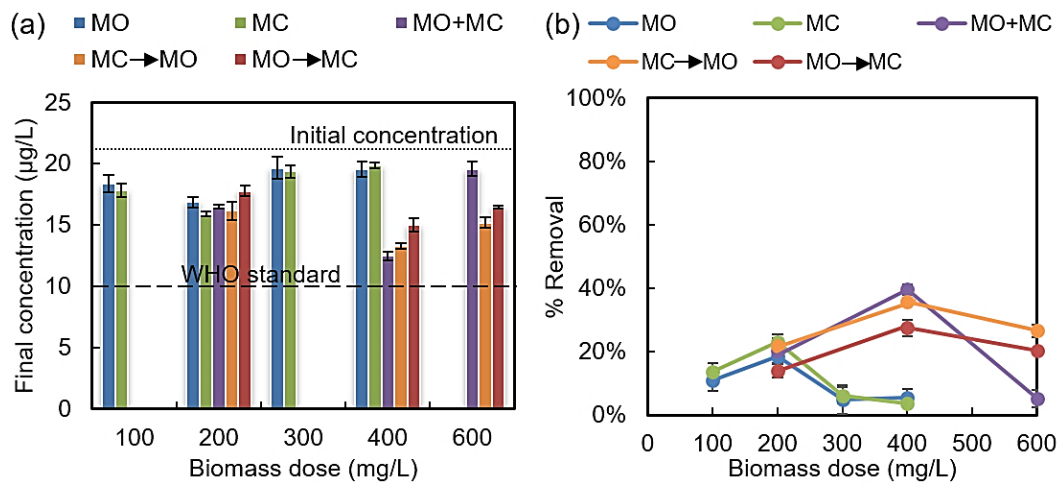 (a) MO MC MO+MC
MC→MO MO→MC
Final concentration (µg/L)
25
20
15
10
5
0
Initial concentration
WHO standard
100 200 300 400 600
Biomass dose (mg/L)
(b) MO MC MO+MC
MC→MO MO→MC
% Removal
100%
80%
60%
40%
20%
0%
0 100 200 300 400 500 600
Biomass dose (mg/L)